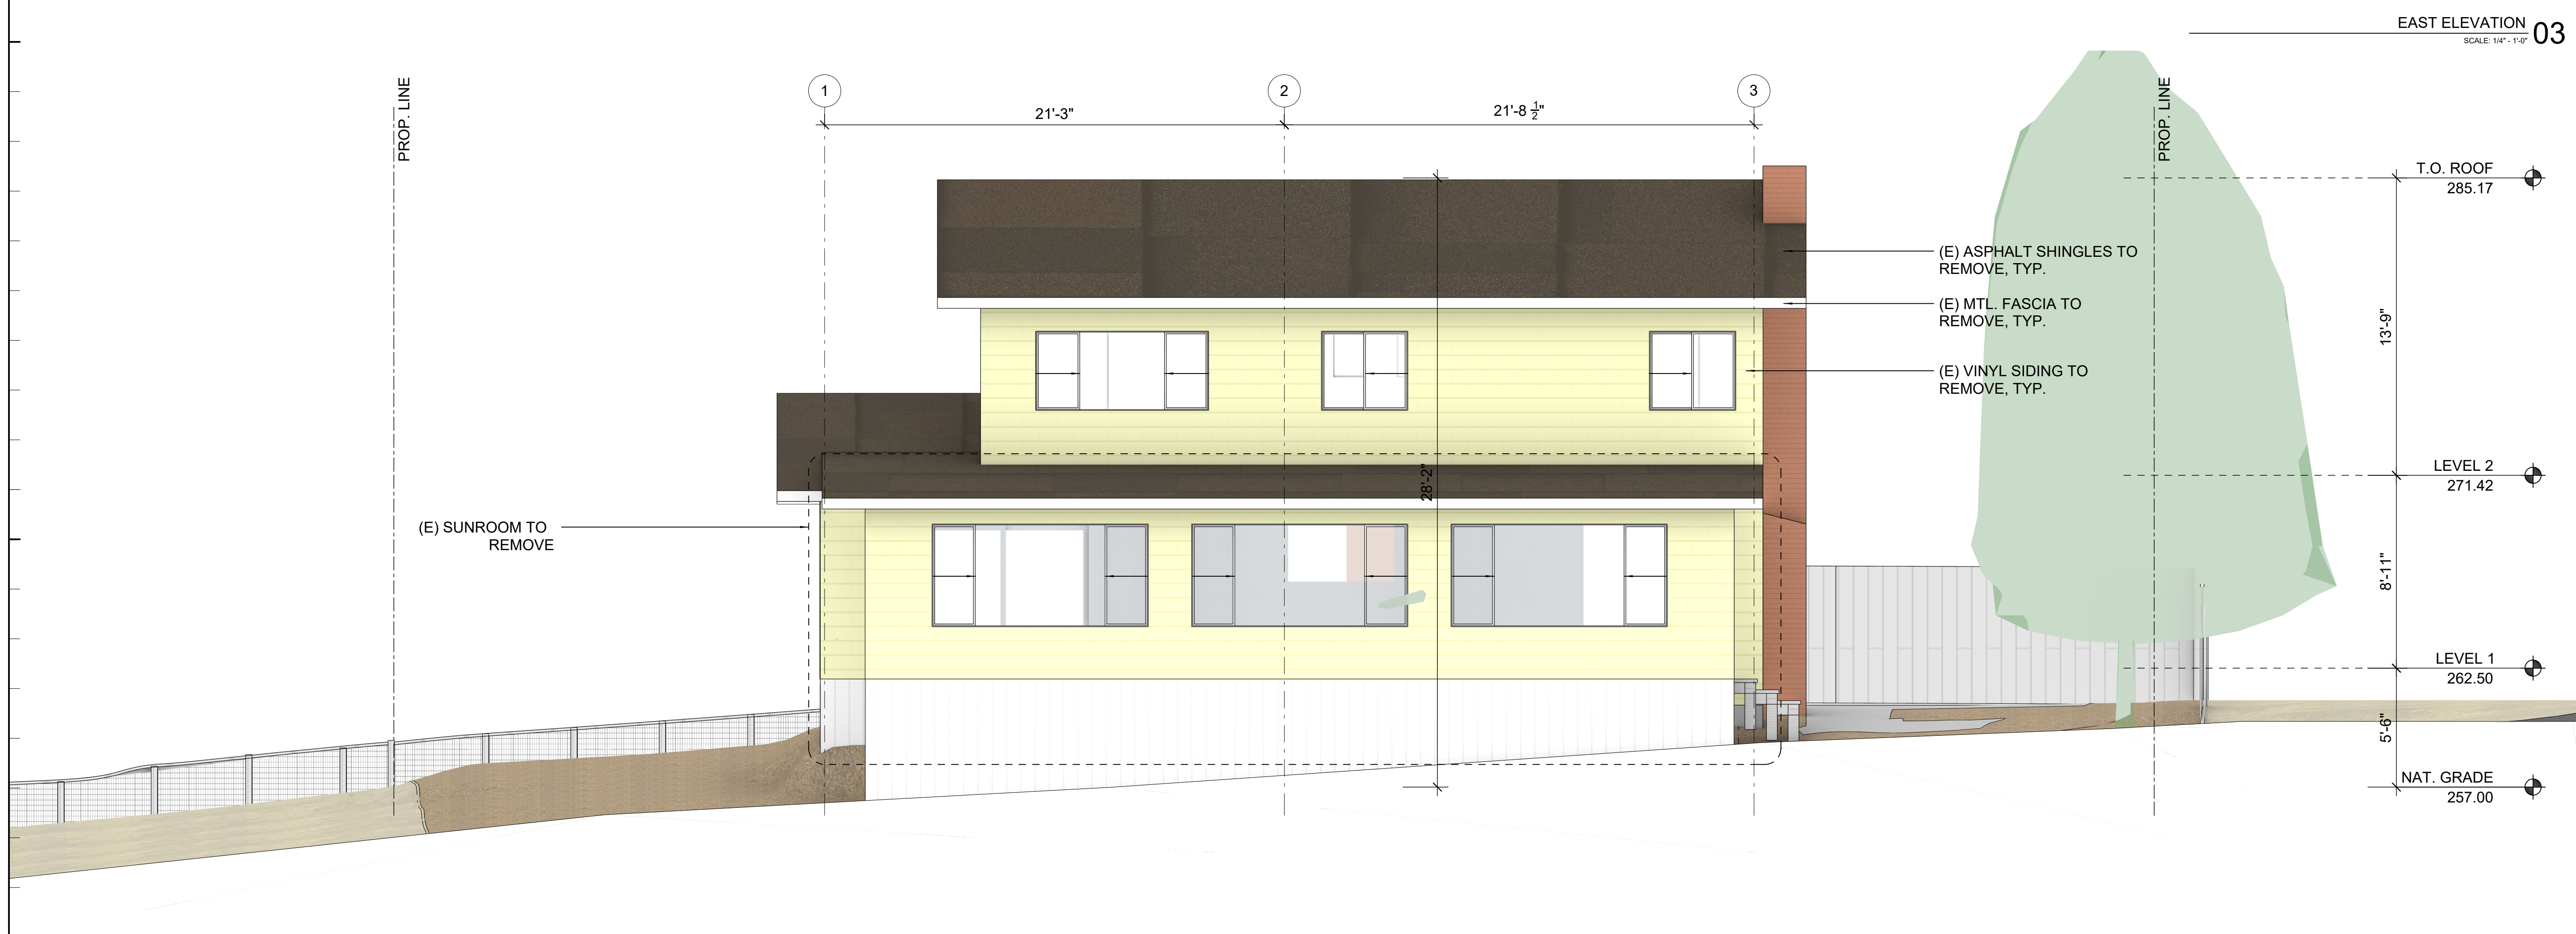 EAST ELEVATION
SCALE: 1/4" - 1'-0"
03
PROP. LINE
1
2
3
PROP. LINE
21'-3"
21'-8 1/2"
T.O. ROOF
285.17
(E) ASPHALT SHINGLES TO
REMOVE, TYP.
(E) MTL. FASCIA TO
REMOVE, TYP.
13'-9"
(E) VINYL SIDING TO
REMOVE, TYP.
LEVEL 2
271.42
28'-2"
(E) SUNROOM TO
REMOVE
8'-11"
LEVEL 1
262.50
5'-6"
NAT. GRADE
257.00